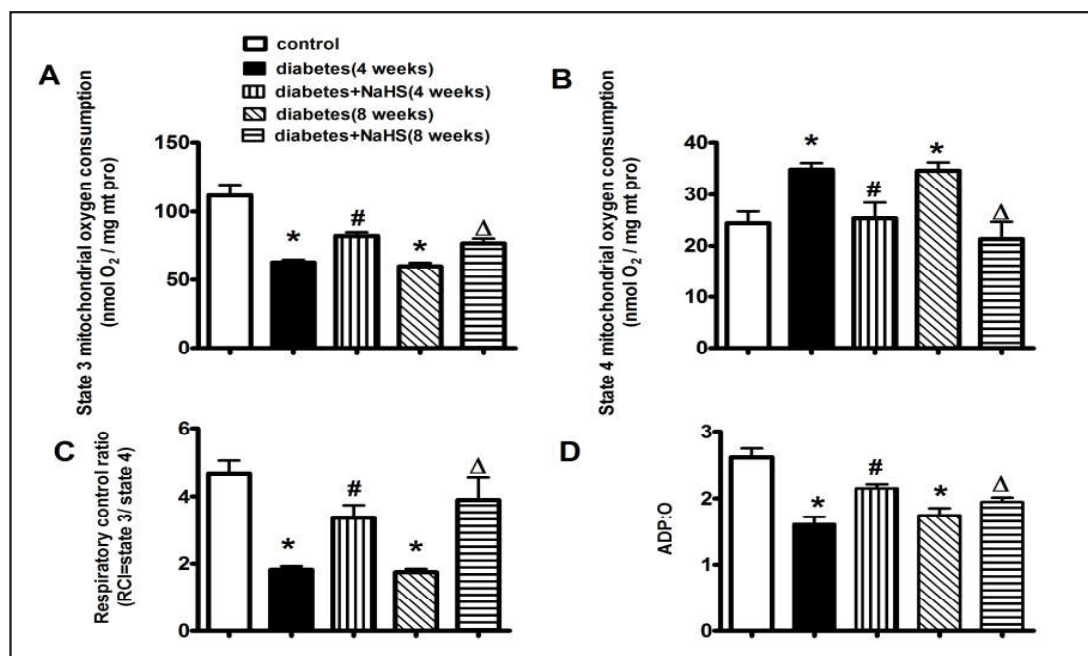 control
diabetes(4 weeks)
diabetes+NaHS(4 weeks)
diabetes(8 weeks)
diabetes+NaHS(8 weeks)
A
State 3 mitochondrial oxygen consumption
(nmol O2 / mg mt pro)
150
100
50
0
*
#
*
Δ
B
State 4 mitochondrial oxygen consumption
(nmol O2 / mg mt pro)
40
30
20
10
0
*
#
*
Δ
C
Respiratory control ratio
(RCI=state 3/ state 4)
6
4
2
0
*
#
*
Δ
D
ADP:O
3
2
1
0
*
#
*
Δ